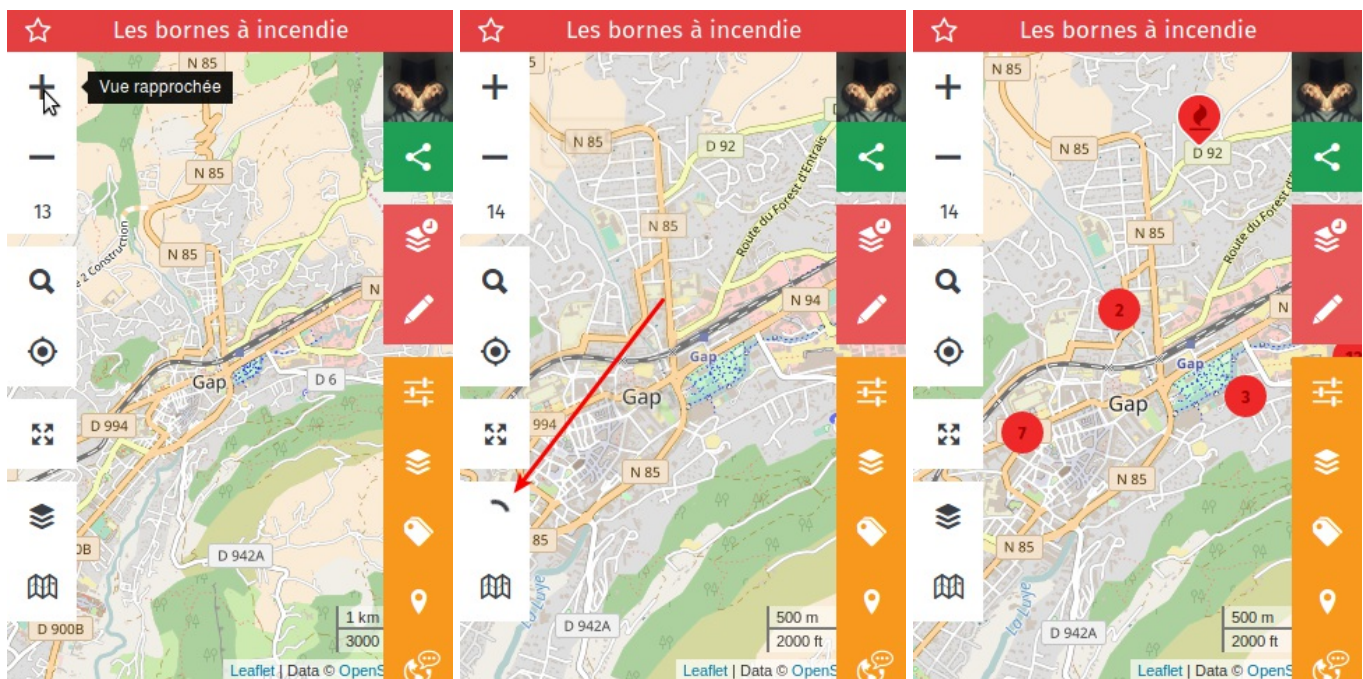 Les bornes à incendie
Vue rapprochée
N 85
N 85
13
N 85
N
Gap
D 6
D 994
0B
D 942A
D 900B
1 km
3000
Leaflet | Data © OpenS
Les bornes à incendie
N 85
D 92
Route du Forest d'Entrais
14
N 85
N 94
Gap
Gap
994
N 85
85
La Luye
D 942A
500 m
2000 ft
Leaflet | Data © OpenS
Les bornes à incendie
N 85
N 85
D 92
14
Route du Forest d'
N 85
2
N
Gap
Gap
3
7
N 85
N 85
La Luye
D 942A
500 m
2000 ft
Leaflet | Data © OpenS